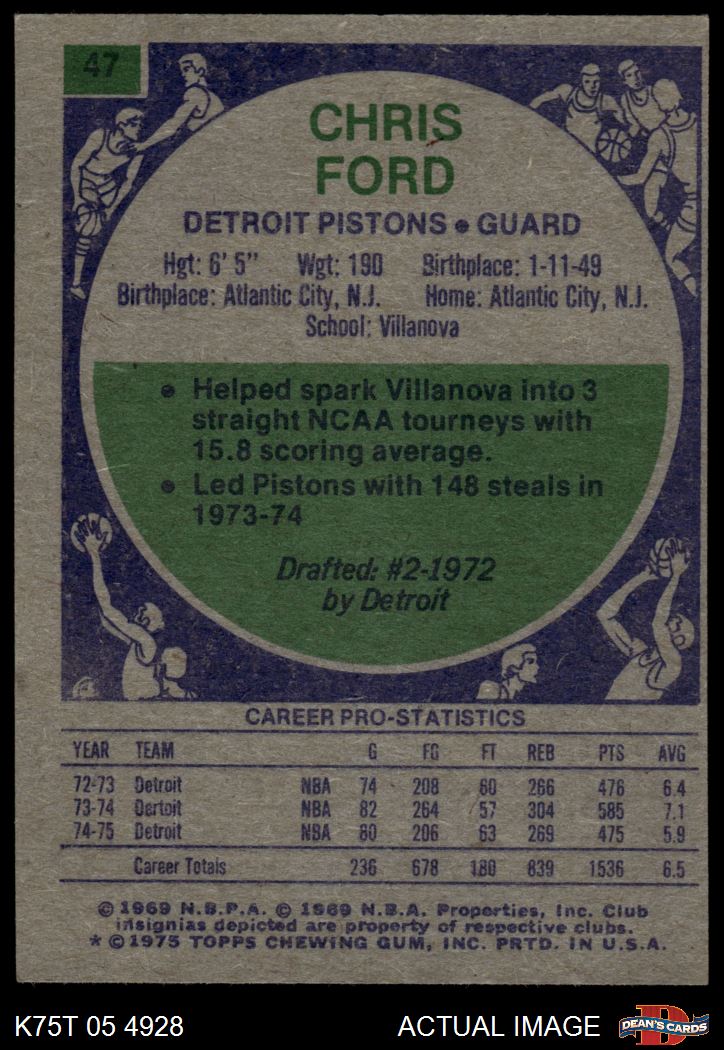 47
CHRIS
FORD
DETROIT PISTONS • GUARD
Hgt: 6' 5" Wgt: 190 Birthplace: 1-11-49
Birthplace: Atlantic City, N.J. Home: Atlantic City, N.J.
School: Villanova
• Helped spark Villanova into 3
straight NCAA tourneys with
15.8 scoring average.
• Led Pistons with 148 steals in
1973-74
Drafted: #2-1972
by Detroit
CAREER PRO-STATISTICS
YEAR TEAM G FG FT REB PTS AVG
72-73 Detroit NBA 74 208 60 266 476 6.4
73-74 Dertoit NBA 82 264 57 304 585 7.1
74-75 Detroit NBA 80 206 63 269 475 5.9
Career Totals 236 678 180 839 1536 6.5
© 1969 N.B.P.A. © 1969 N.B.A. Properties, Inc. Club
insignias depicted are property of respective clubs.
* © 1975 TOPPS CHEWING GUM, INC. PRTD. IN U.S.A.
K75T 05 4928 ACTUAL IMAGE D DEAN'S CARDS